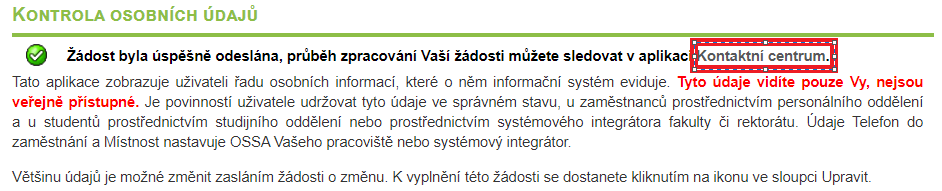 KONTROLA OSOBNÍCH ÚDAJŮ
Žádost byla úspěšně odeslána, průběh zpracování Vaší žádosti můžete sledovat v aplikaci Kontaktní centrum.
Tato aplikace zobrazuje uživateli řadu osobních informací, které o něm informační systém eviduje. Tyto údaje vidíte pouze Vy, nejsou
veřejně přístupné. Je povinností uživatele udržovat tyto údaje ve správném stavu, u zaměstnanců prostřednictvím personálního oddělení
a u studentů prostřednictvím studijního oddělení nebo prostřednictvím systémového integrátora fakulty či rektorátu. Údaje Telefon do
zaměstnání a Místnost nastavuje OSSA Vašeho pracoviště nebo systémový integrátor.
Většinu údajů je možné změnit zasláním žádosti o změnu. K vyplnění této žádosti se dostanete kliknutím na ikonu ve sloupci Upravit.